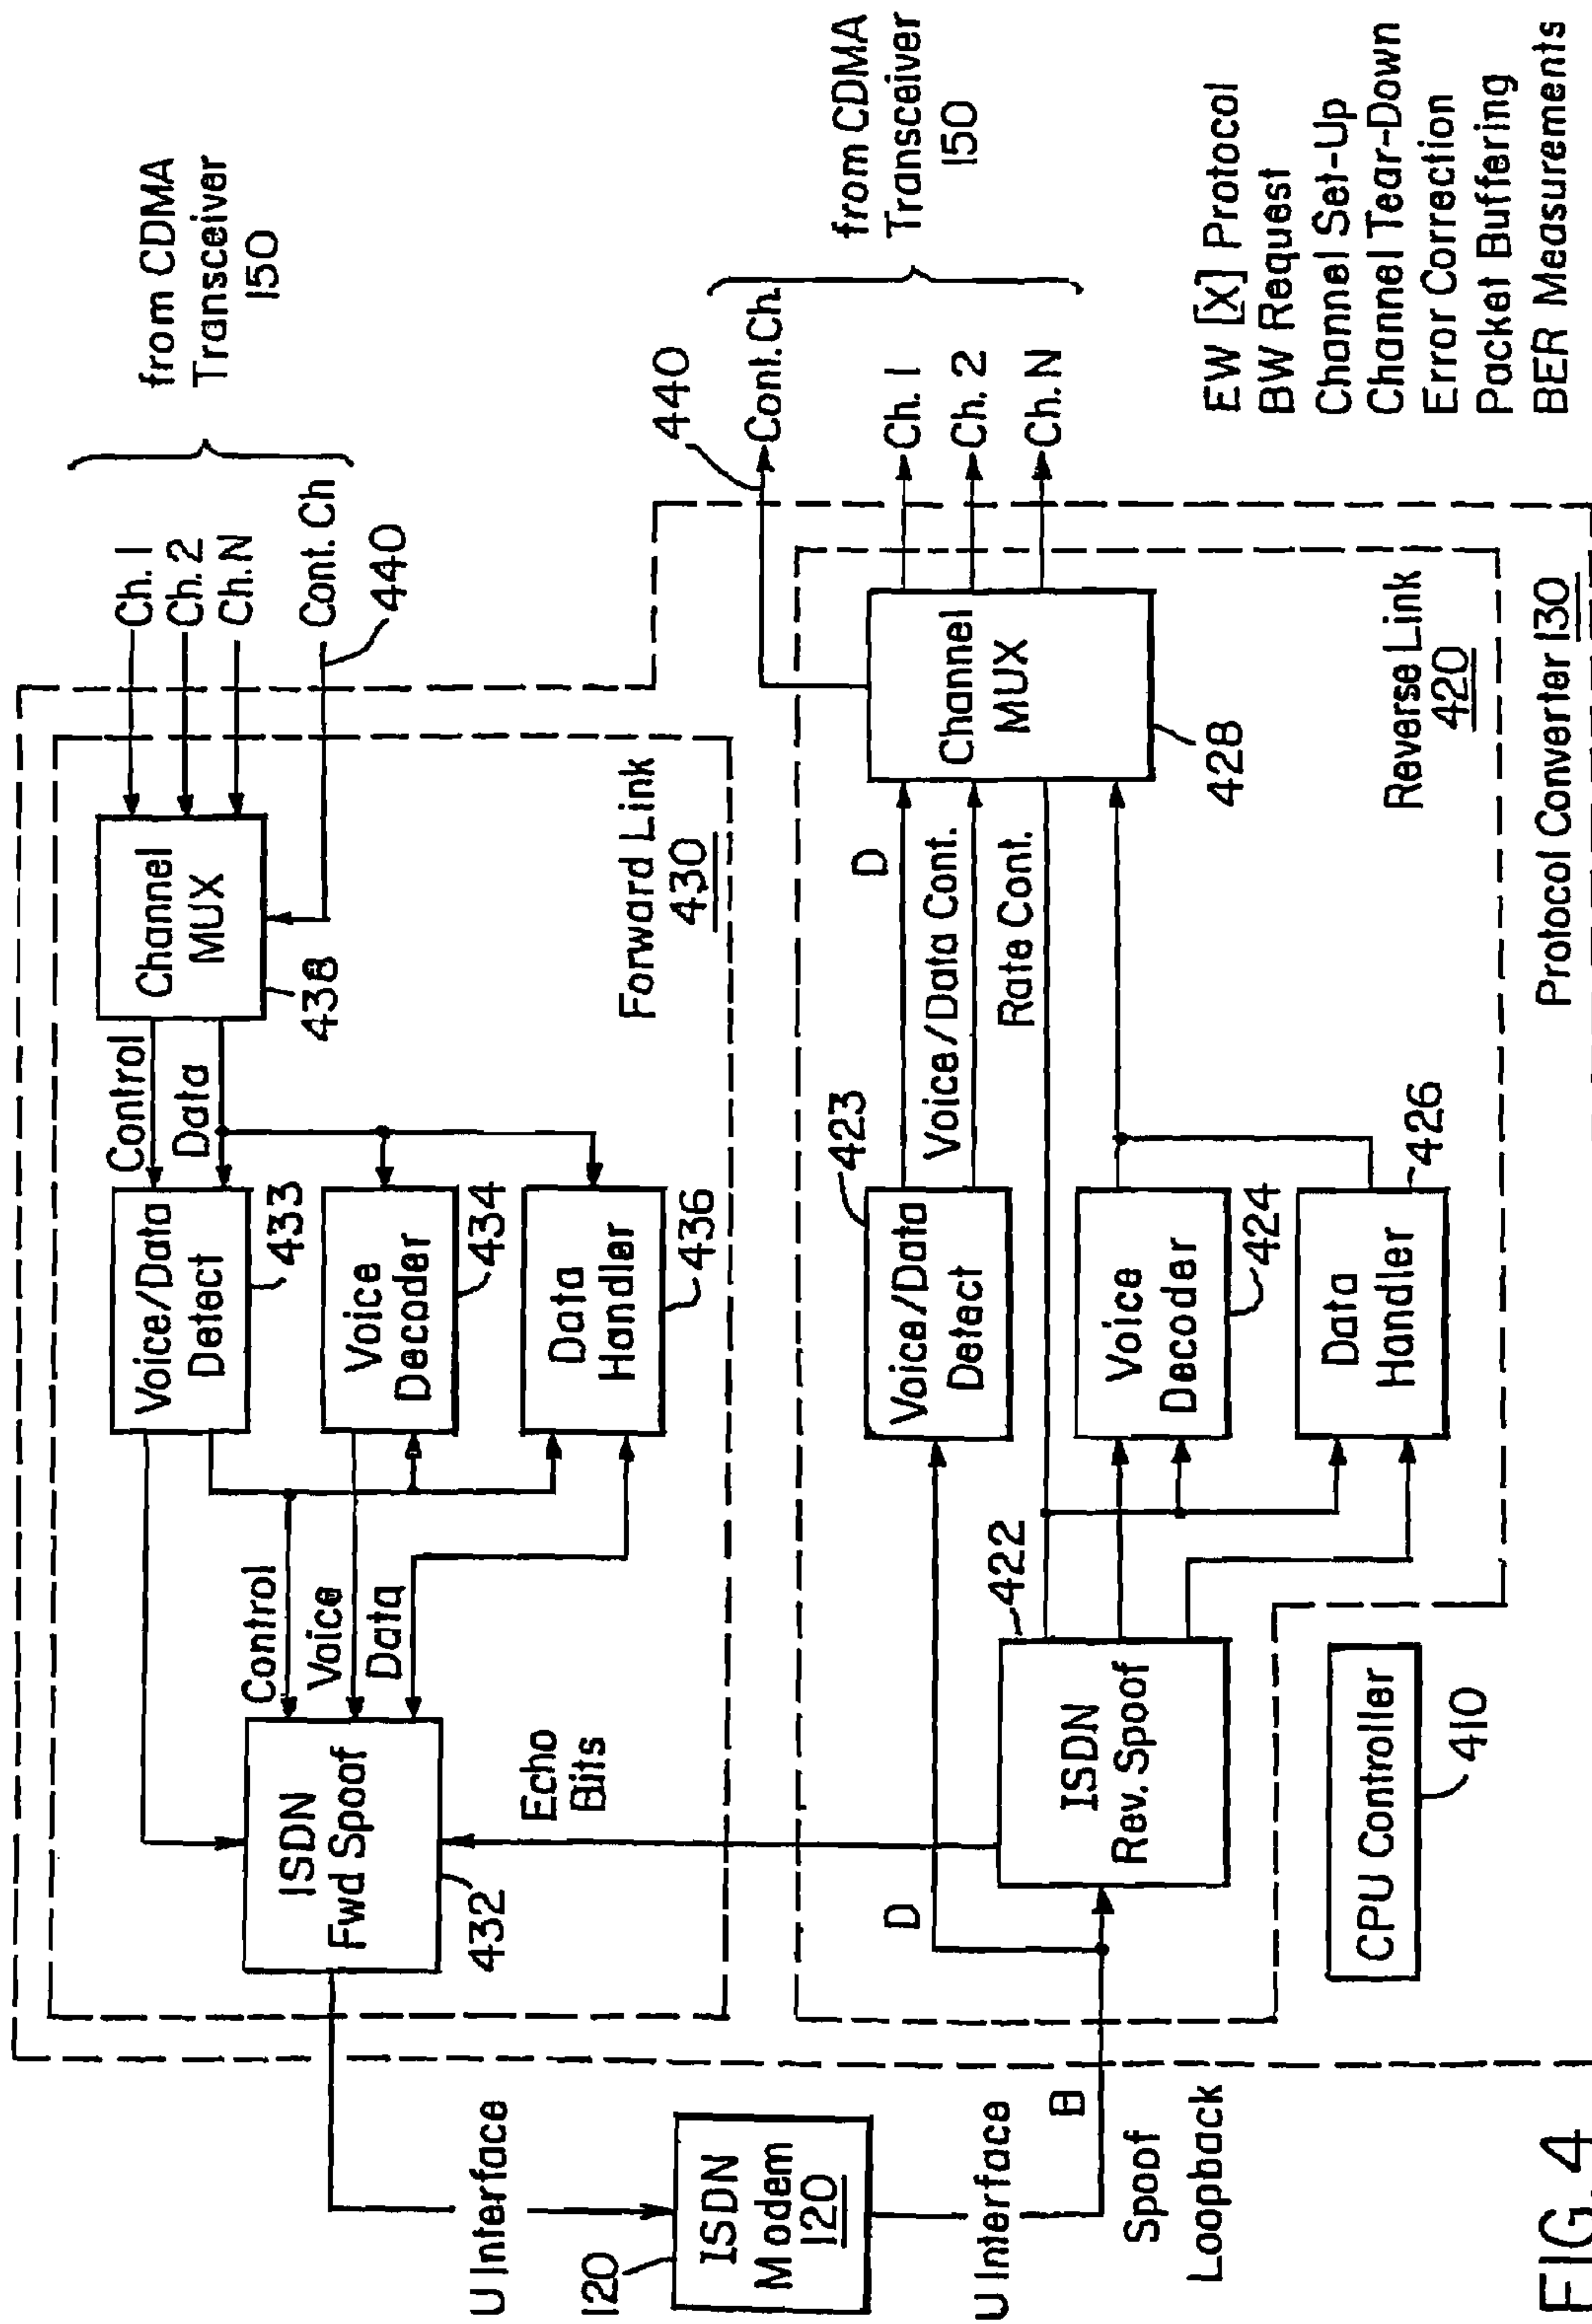 from CDMA
Transceiver
150
Ch. 1
Ch. 2
Ch. N
Cont. Ch
440
Channel
MUX
438
Control
Data
Voice/Data
Detect
433
Voice
Decoder
434
Data
Handler
436
Control
Voice
Data
ISDN
Fwd Spoof
432
Echo
Bits
Forward Link
430
U Interface
120
ISDN
Modem
120
U Interface
B
Spoof
Loopback
D
ISDN
Rev. Spoof
422
Voice/Data
Detect
423
Voice
Decoder
424
Data
Handler
426
D
Voice/Data Cont.
Rate Cont.
Channel
MUX
428
Reverse Link
420
440
Cont. Ch.
Ch. 1
Ch. 2
Ch. N
from CDMA
Transceiver
150
CPU Controller
410
Protocol Converter 130
EW [X] Protocol
BW Request
Channel Set-Up
Channel Tear-Down
Error Correction
Packet Buffering
BER Measurements
FIG. 4